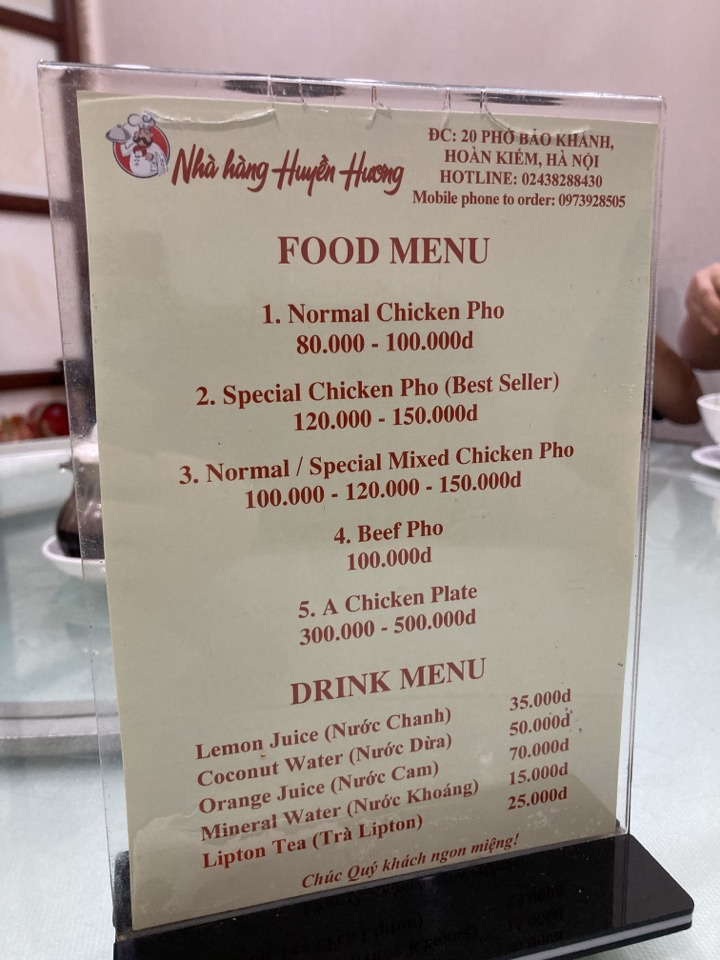 Nhà hàng Huyền Hương
ĐC: 20 PHỐ BẢO KHÁNH,
HOÀN KIẾM, HÀ NỘI
HOTLINE: 02438288430
Mobile phone to order: 0973928505
FOOD MENU
1. Normal Chicken Pho
80.000 - 100.000đ
2. Special Chicken Pho (Best Seller)
120.000 - 150.000đ
3. Normal / Special Mixed Chicken Pho
100.000 - 120.000 - 150.000đ
4. Beef Pho
100.000đ
5. A Chicken Plate
300.000 - 500.000đ
DRINK MENU
Lemon Juice (Nước Chanh) 35.000đ
Coconut Water (Nước Dừa) 50.000đ
Orange Juice (Nước Cam) 70.000đ
Mineral Water (Nước Khoáng) 15.000đ
Lipton Tea (Trà Lipton) 25.000đ
Chúc Quý khách ngon miệng!